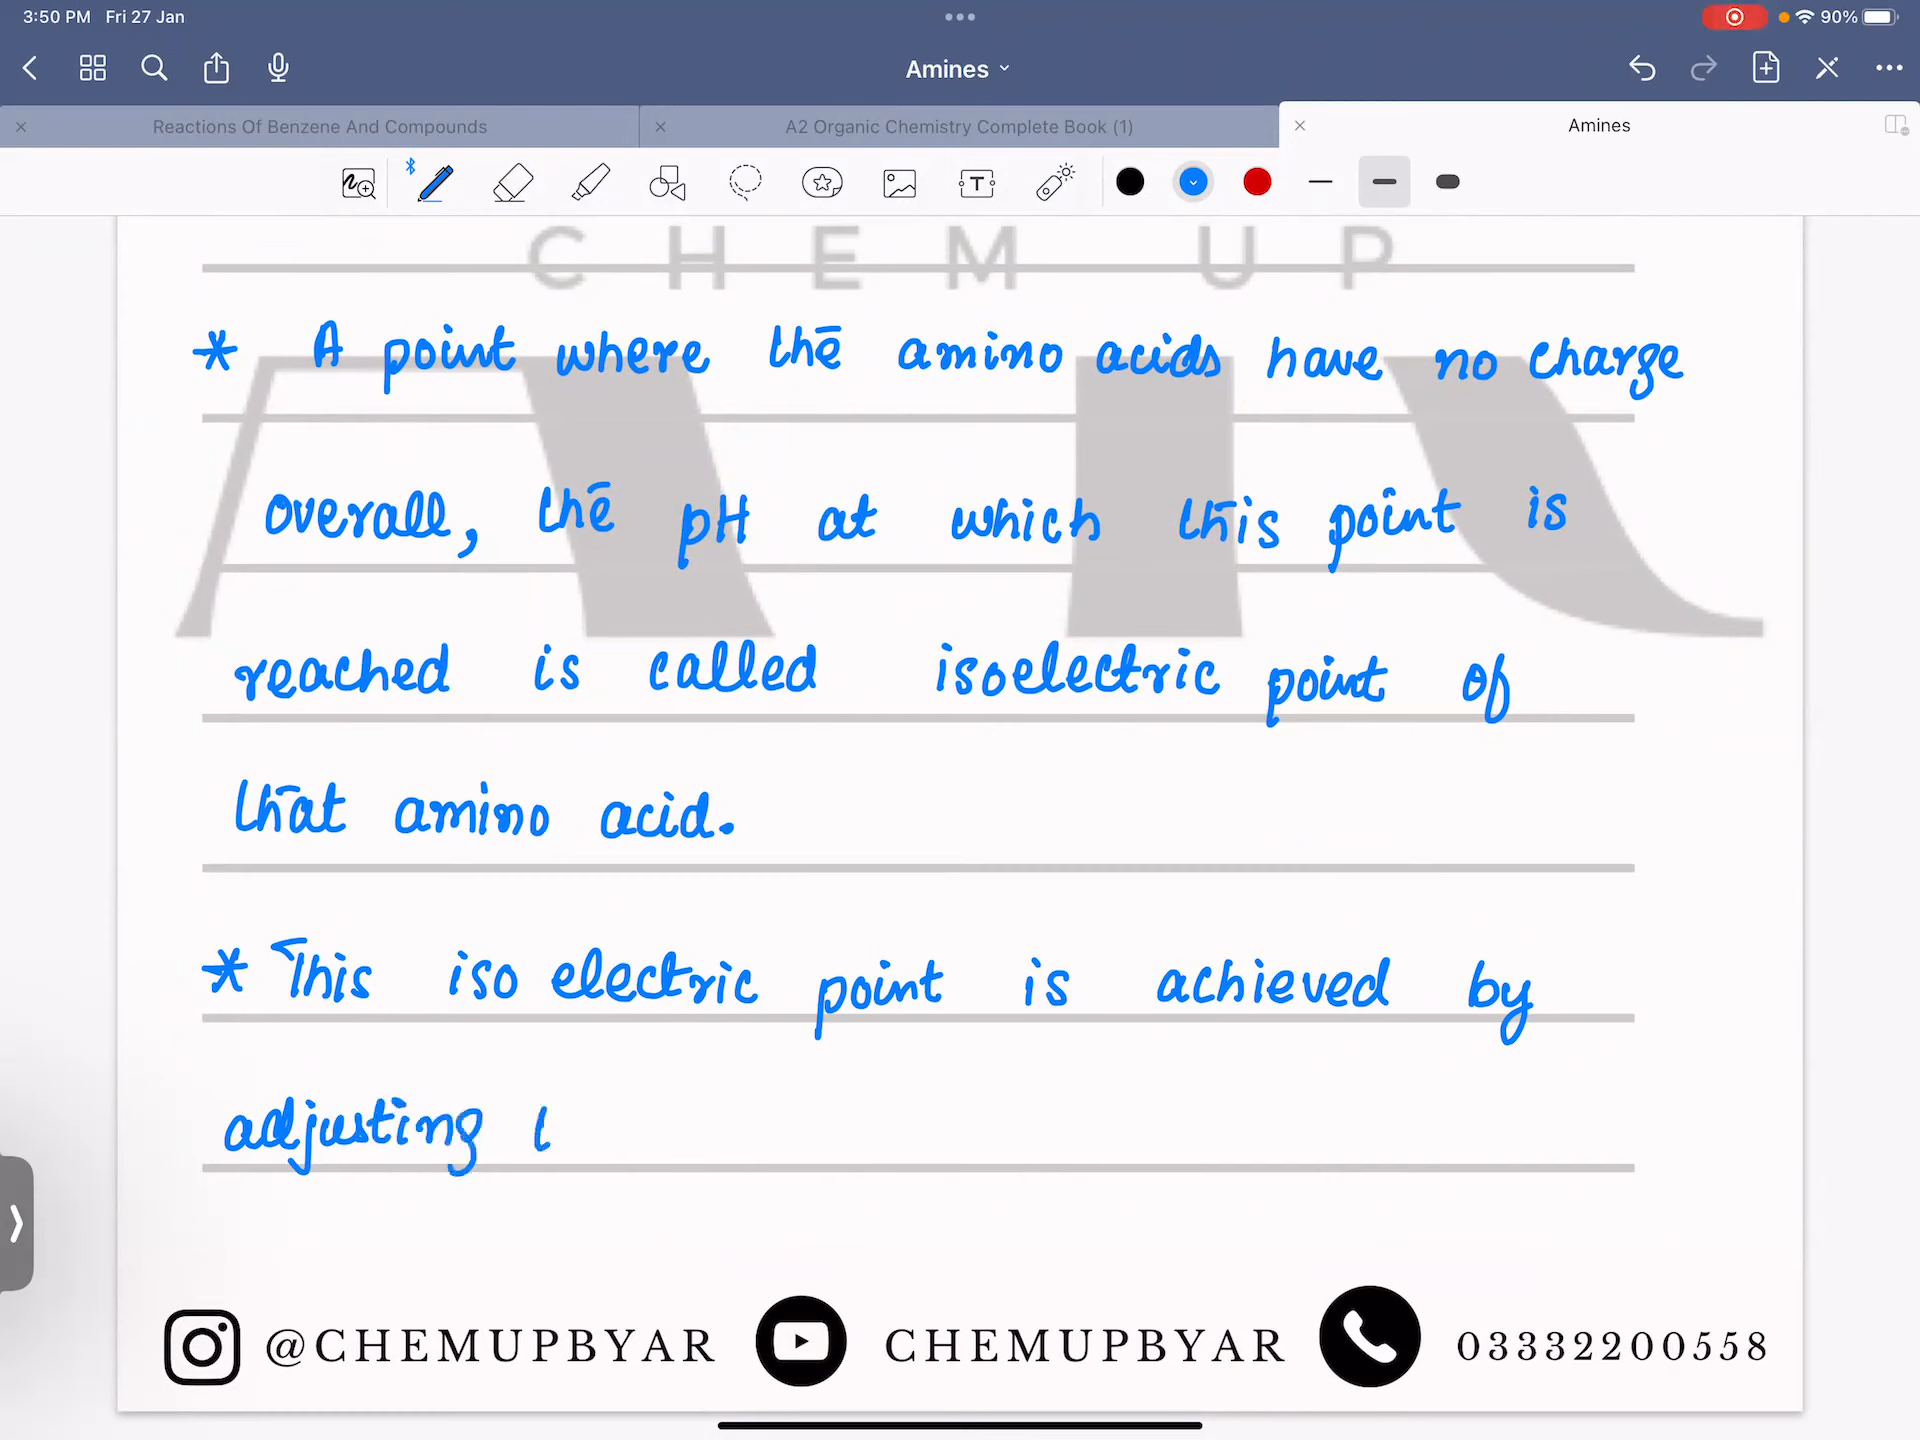 3:50 PM Fri 27 Jan
90%
Amines
Reactions Of Benzene And Compounds
A2 Organic Chemistry Complete Book (1)
Amines
T
CHEM UP
* A point where the amino acids have no charge
overall, the pH at which this point is
reached is called isoelectric point of
that amino acid.
* This iso electric point is achieved by
adjusting
@CHEMUPBYAR CHEMUPBYAR 03332200558